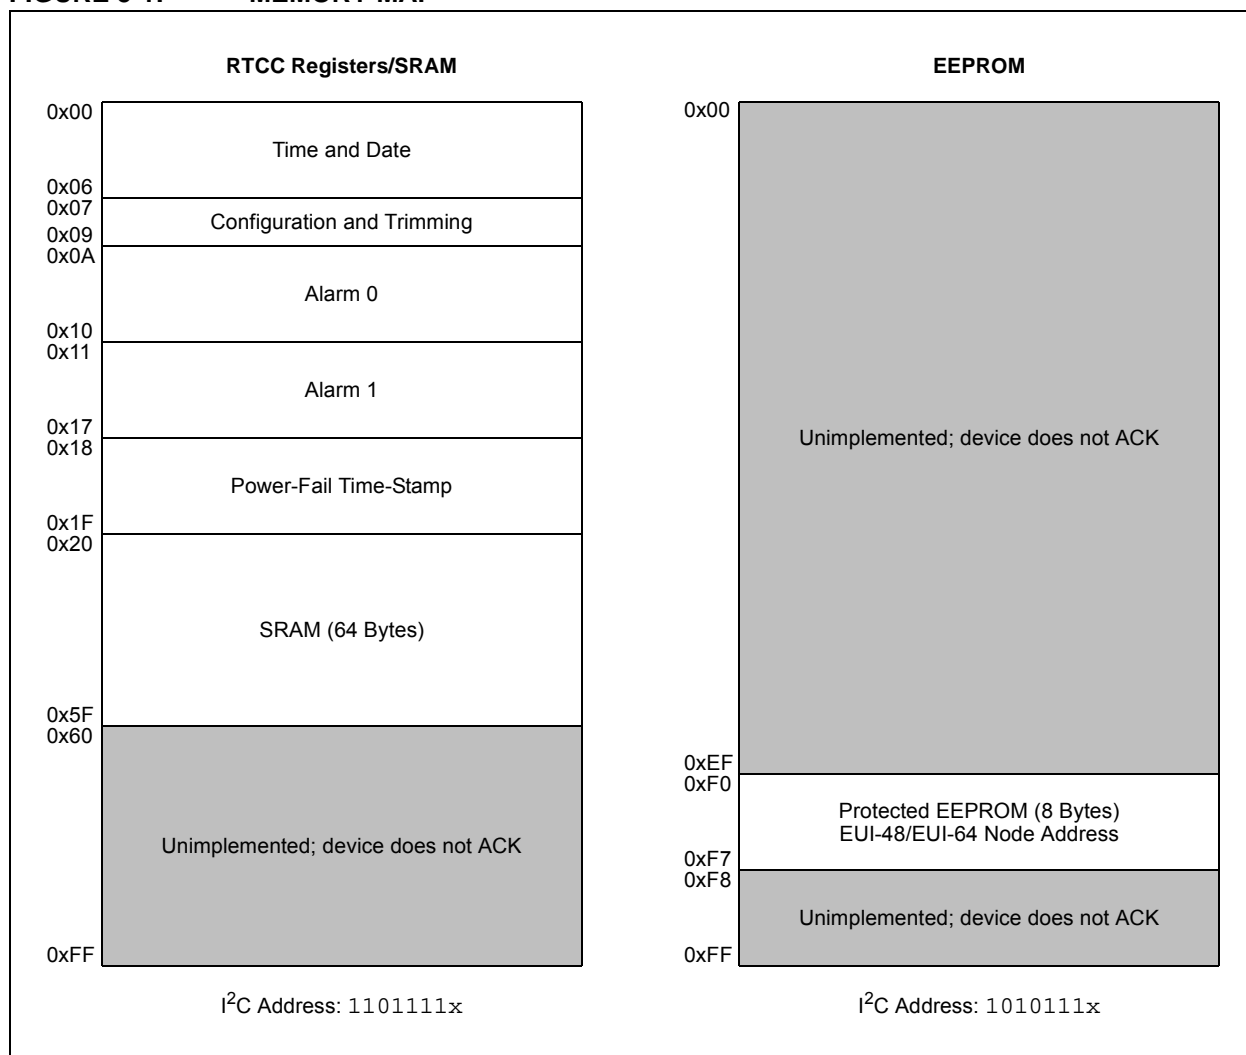 RTCC Registers/SRAM
0x00
Time and Date
0x06
0x07
Configuration and Trimming
0x09
0x0A
Alarm 0
0x10
0x11
Alarm 1
0x17
0x18
Power-Fail Time-Stamp
0x1F
0x20
SRAM (64 Bytes)
0x5F
0x60
Unimplemented; device does not ACK
0xFF
I2C Address: 1101111x
EEPROM
0x00
Unimplemented; device does not ACK
0xEF
0xF0
Protected EEPROM (8 Bytes)
EUI-48/EUI-64 Node Address
0xF7
0xF8
Unimplemented; device does not ACK
0xFF
I2C Address: 1010111x